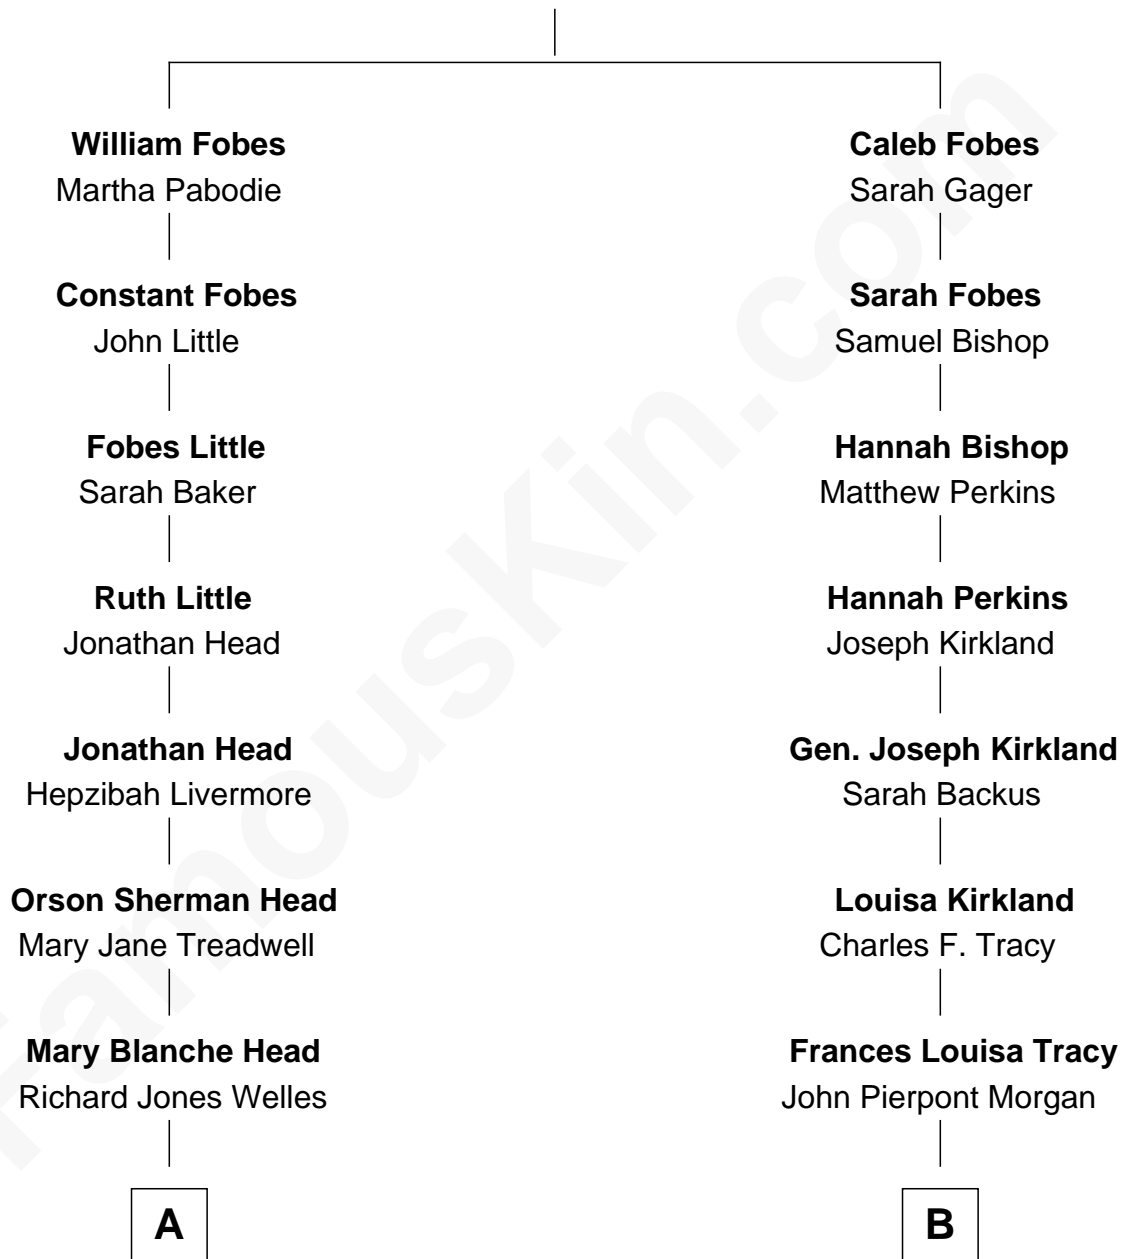 William Fobes
Martha Pabodie
Constant Fobes
John Little
Fobes Little
Sarah Baker
Ruth Little
Jonathan Head
Jonathan Head
Hepzibah Livermore
Orson Sherman Head
Mary Jane Treadwell
Mary Blanche Head
Richard Jones Welles
A
Caleb Fobes
Sarah Gager
Sarah Fobes
Samuel Bishop
Hannah Bishop
Matthew Perkins
Hannah Perkins
Joseph Kirkland
Gen. Joseph Kirkland
Sarah Backus
Louisa Kirkland
Charles F. Tracy
Frances Louisa Tracy
John Pierpont Morgan
B
FamousKin.com